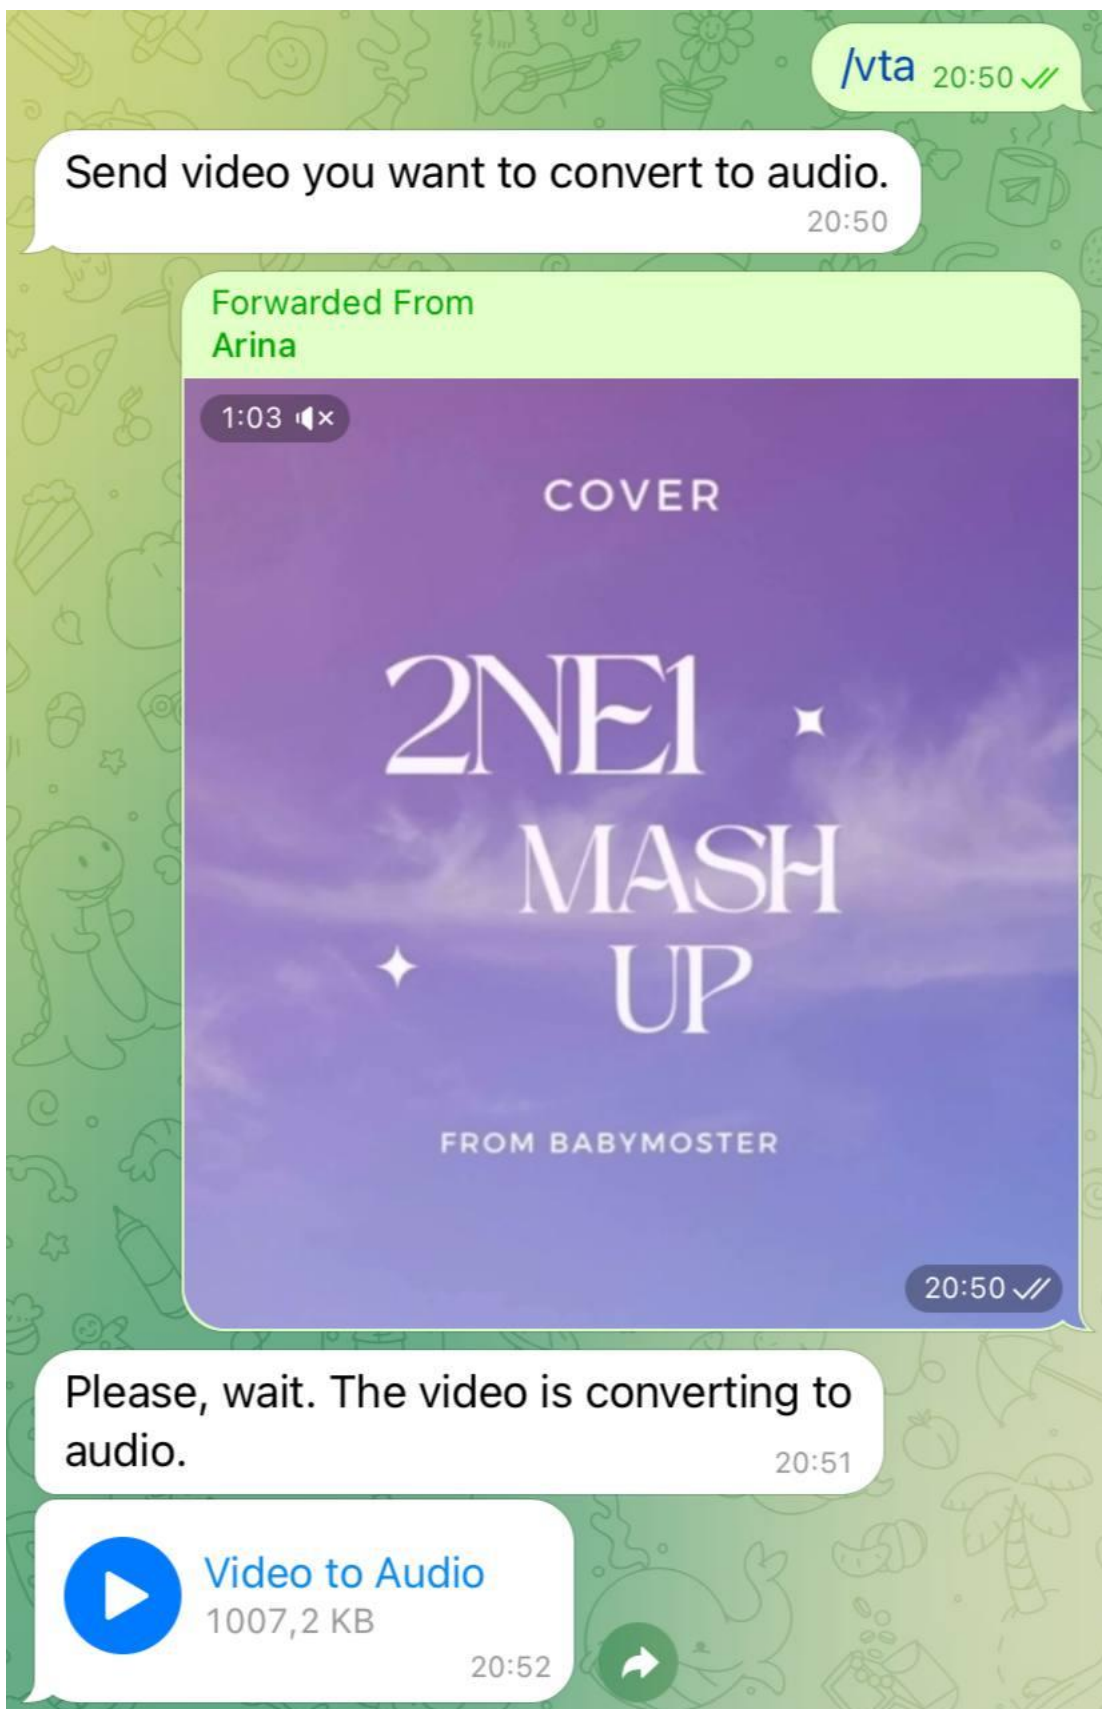 /vta 20:50
Send video you want to convert to audio.
20:50
Forwarded From
Arina
1:03
COVER
2NE1
MASH
UP
FROM BABYMOSTER
20:50
Please, wait. The video is converting to
audio.
20:51
Video to Audio
1007,2 KB
20:52